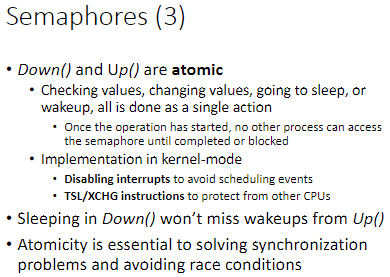 Semaphores (3)
• Down() and Up() are atomic
• Checking values, changing values, going to sleep, or
wakeup, all is done as a single action
• Once the operation has started, no other process can access
the semaphore until completed or blocked
• Implementation in kernel-mode
• Disabling interrupts to avoid scheduling events
• TSL/XCHG instructions to protect from other CPUs
• Sleeping in Down() won't miss wakeups from Up()
• Atomicity is essential to solving synchronization
problems and avoiding race conditions